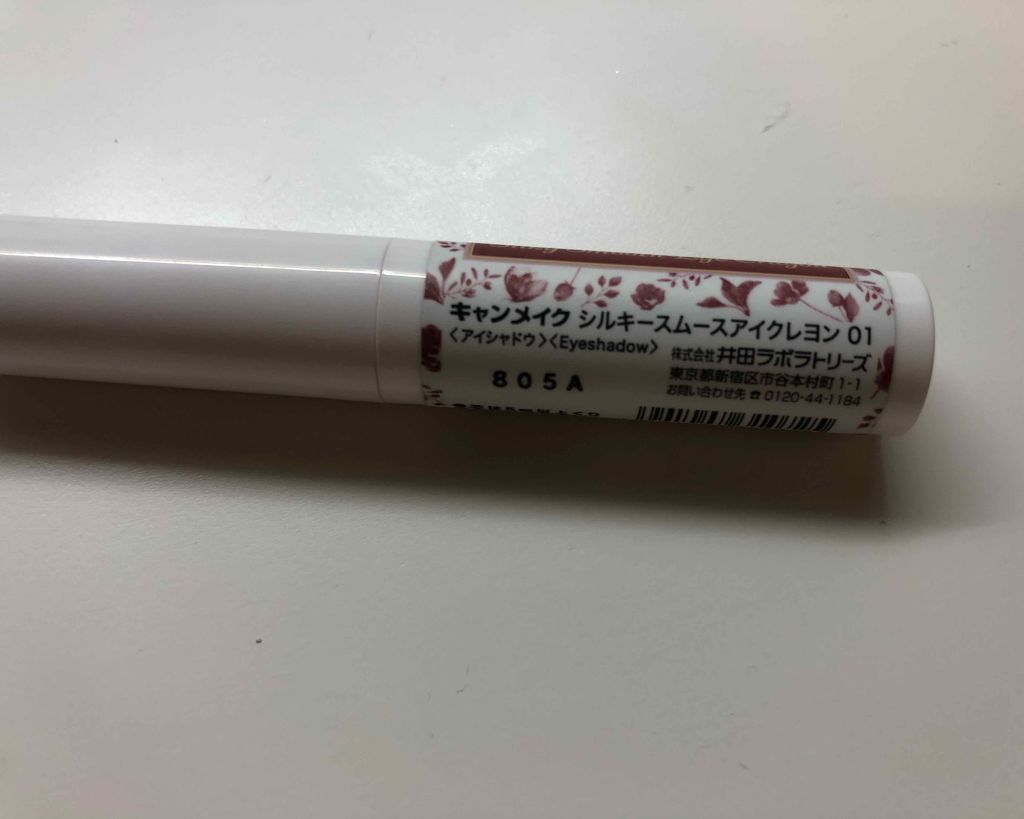 キャンメイク シルキースムースアイクレヨン 01
〈アイシャドウ〉〈Eyeshadow〉
805A
株式会社井田ラボラトリーズ
東京都新宿区市谷本村町1-1
お問い合わせ先☎0120-44-1184